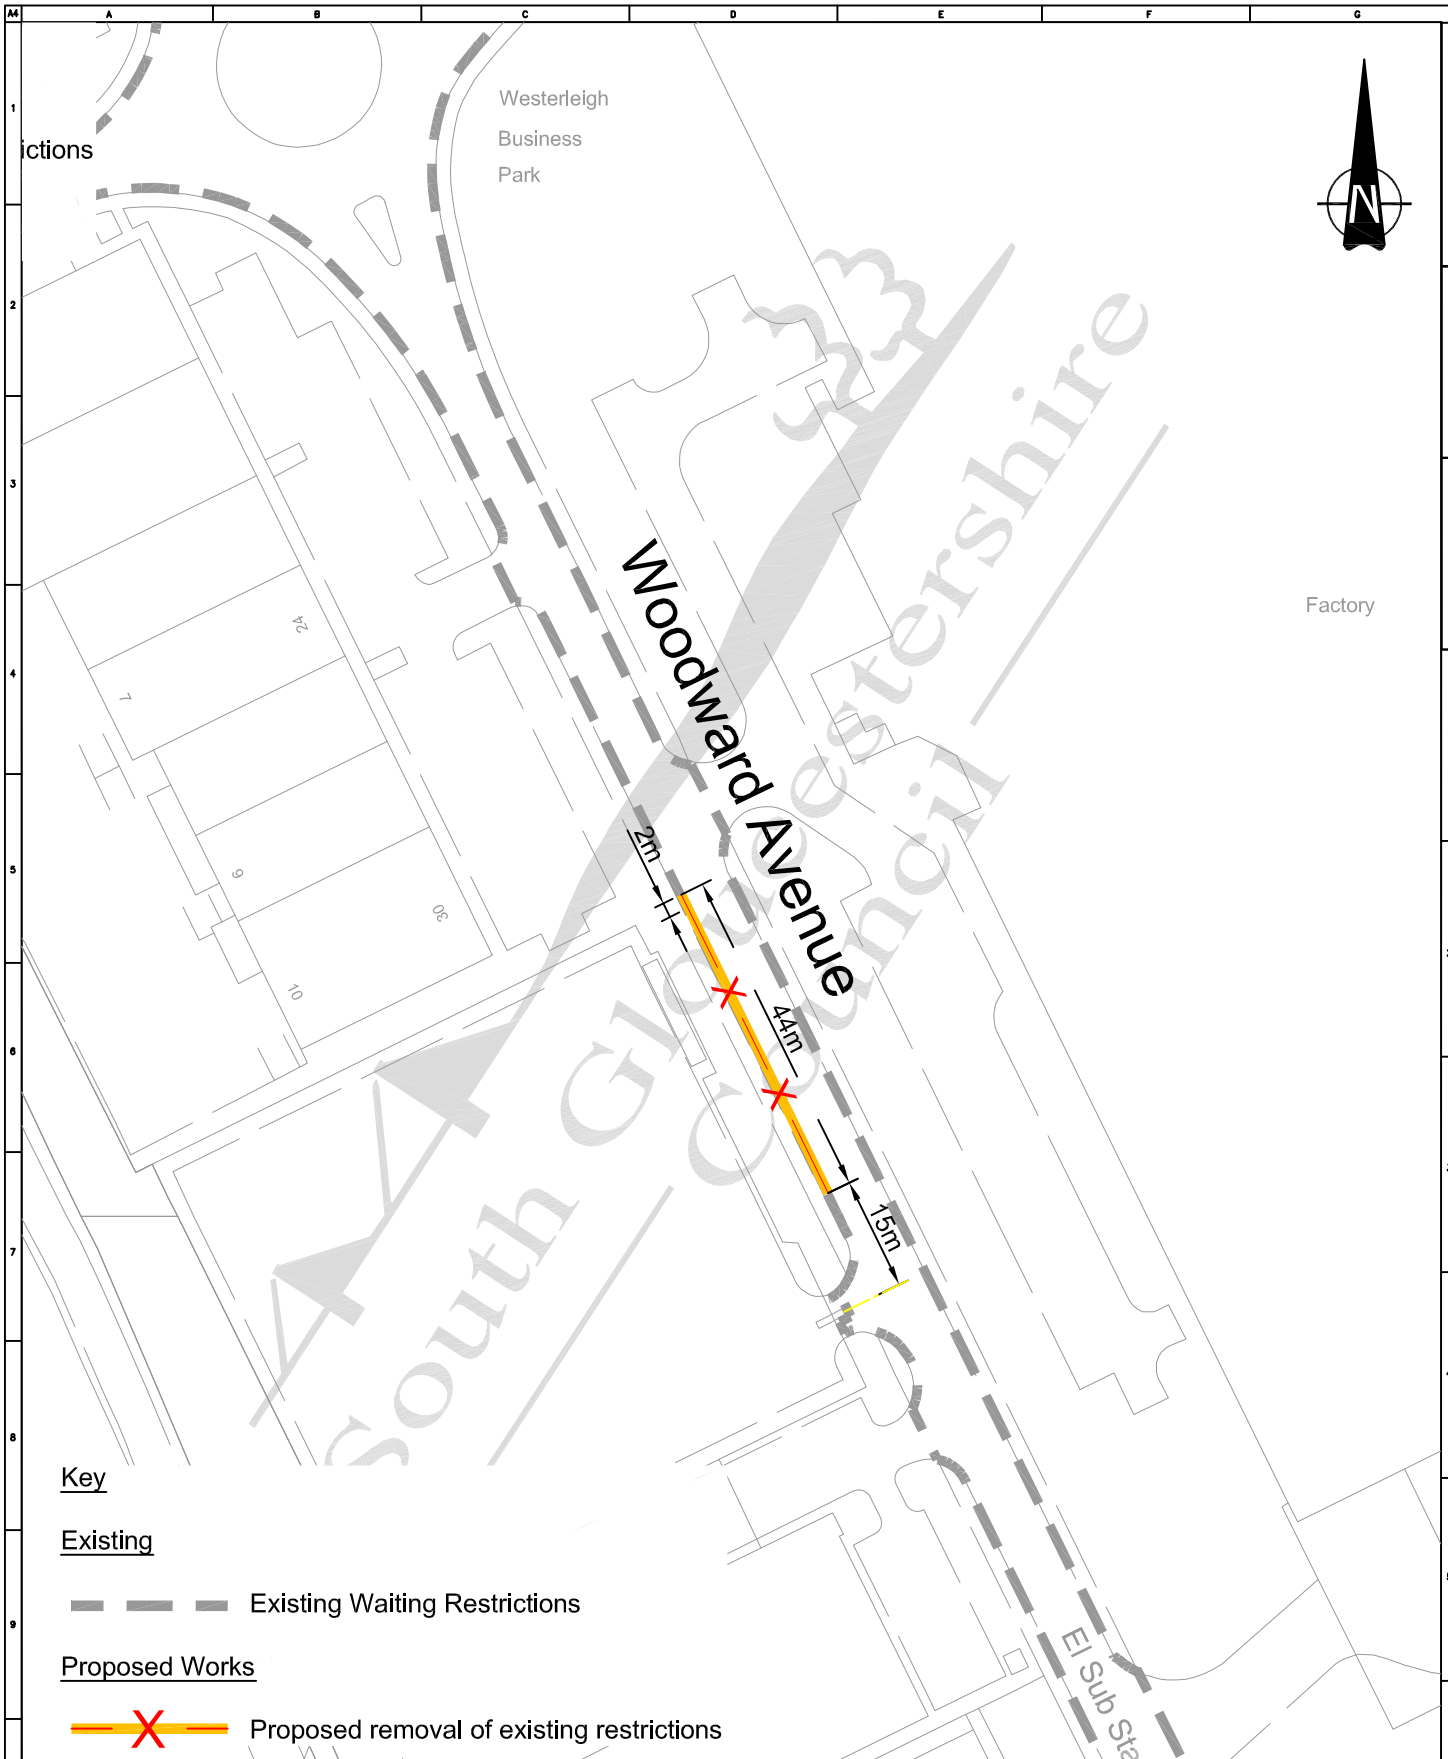 A4 A B C D E F G
1
2
3
4
5
6
7
8
9
ictions
Westerleigh
Business
Park
N
Factory
Woodward Avenue
24
7
9
30
10
2m
44m
15m
South Gloucestershire
Council
El Sub Sta
Key
Existing
Existing Waiting Restrictions
Proposed Works
Proposed removal of existing restrictions